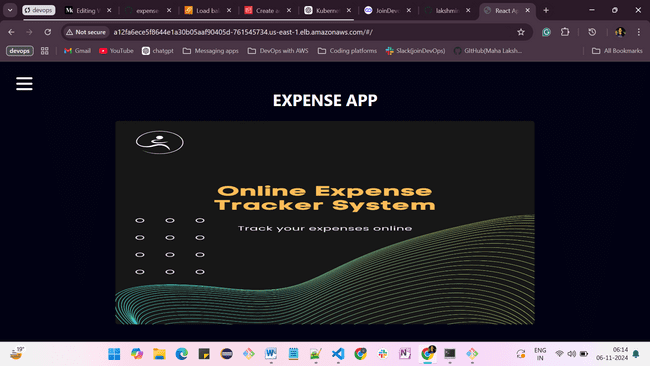 devops
Editing
expense
Load bal
Create a
Kuberne
JoinDev
lakshmi
React Ap
Not secure
a12fa6ece5f8644e1a30b05aaf90405d-761545734.us-east-1.elb.amazonaws.com/#/
devops
Gmail
YouTube
chatgpt
Messaging apps
DevOps with AWS
Coding platforms
Slack(joinDevOps)
GitHub(Maha Laksh...
All Bookmarks
EXPENSE APP
Online Expense
Tracker System
Track your expenses online
19°
ENG
IN
06:14
06-11-2024